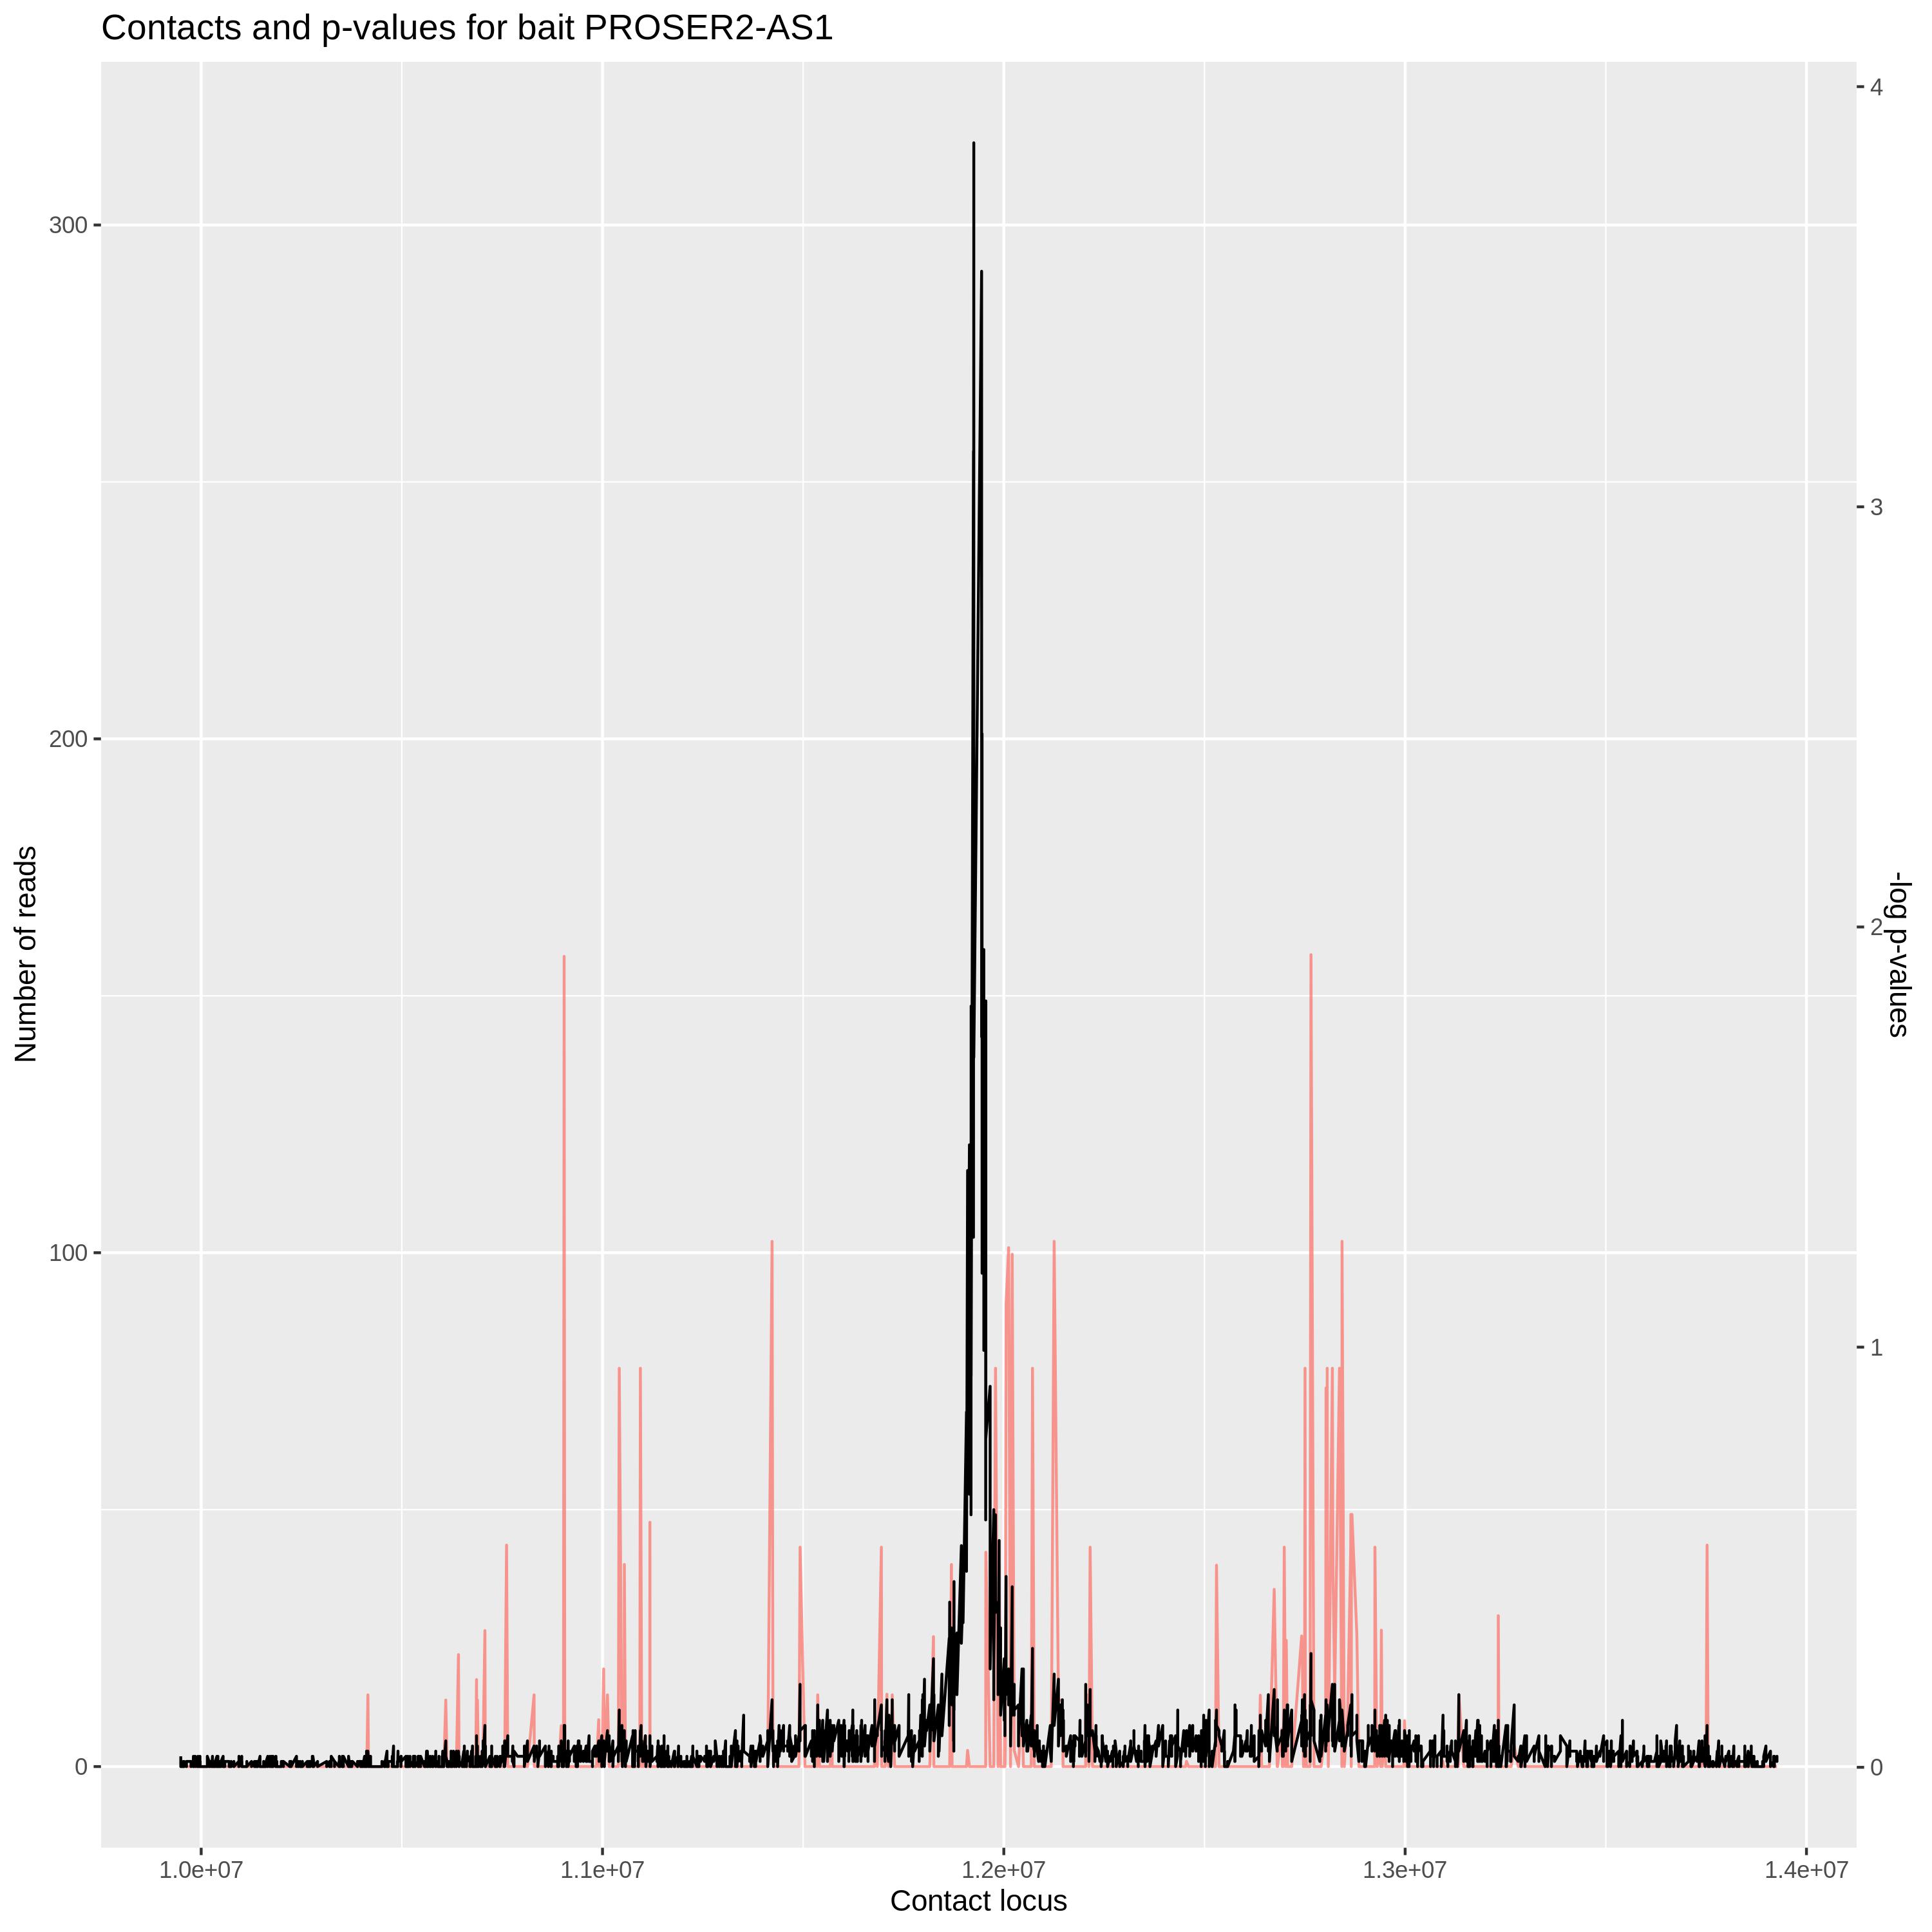 Contacts and p-values for bait PROSER2-AS1
300
200
100
0
Number of reads
4
3
2
1
0
-log p-values
1.0e+07
1.1e+07
1.2e+07
1.3e+07
1.4e+07
Contact locus